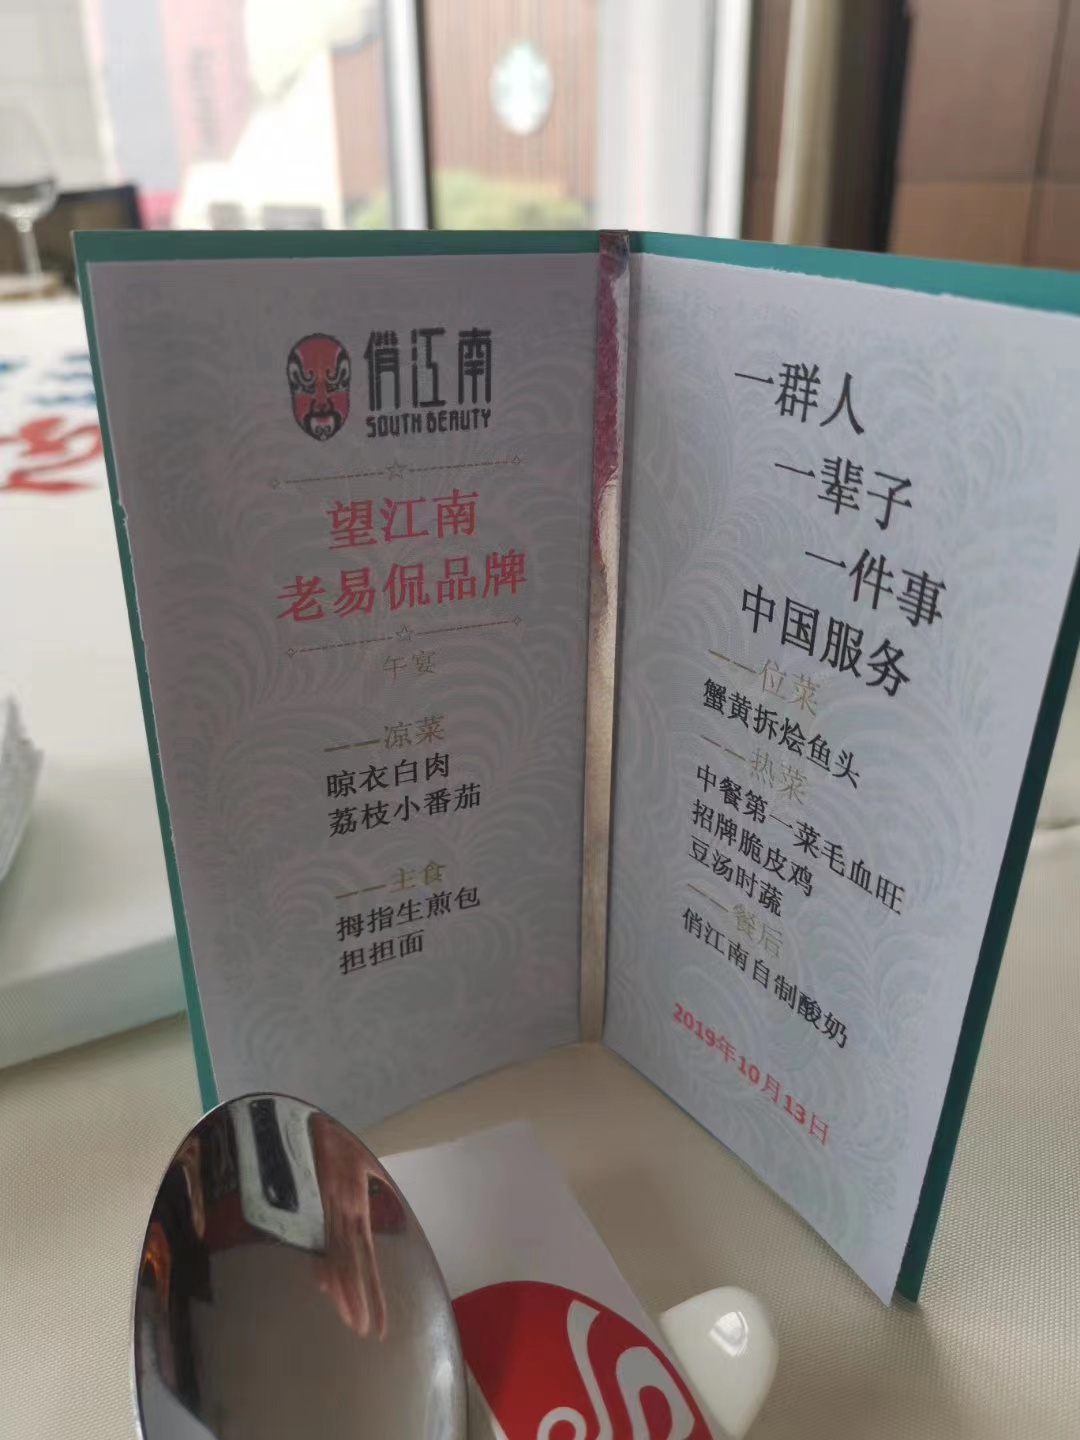 俏江南
SOUTH BEAUTY
望江南
老易侃品牌
午宴
——凉菜
晾衣白肉
荔枝小番茄
——主食
拇指生煎包
担担面
一群人
一辈子
一件事
中国服务
——位菜
蟹黄拆烩鱼头
——热菜
中餐第一菜毛血旺
招牌脆皮鸡
豆汤时蔬
——餐后
俏江南自制酸奶
2019年10月13日